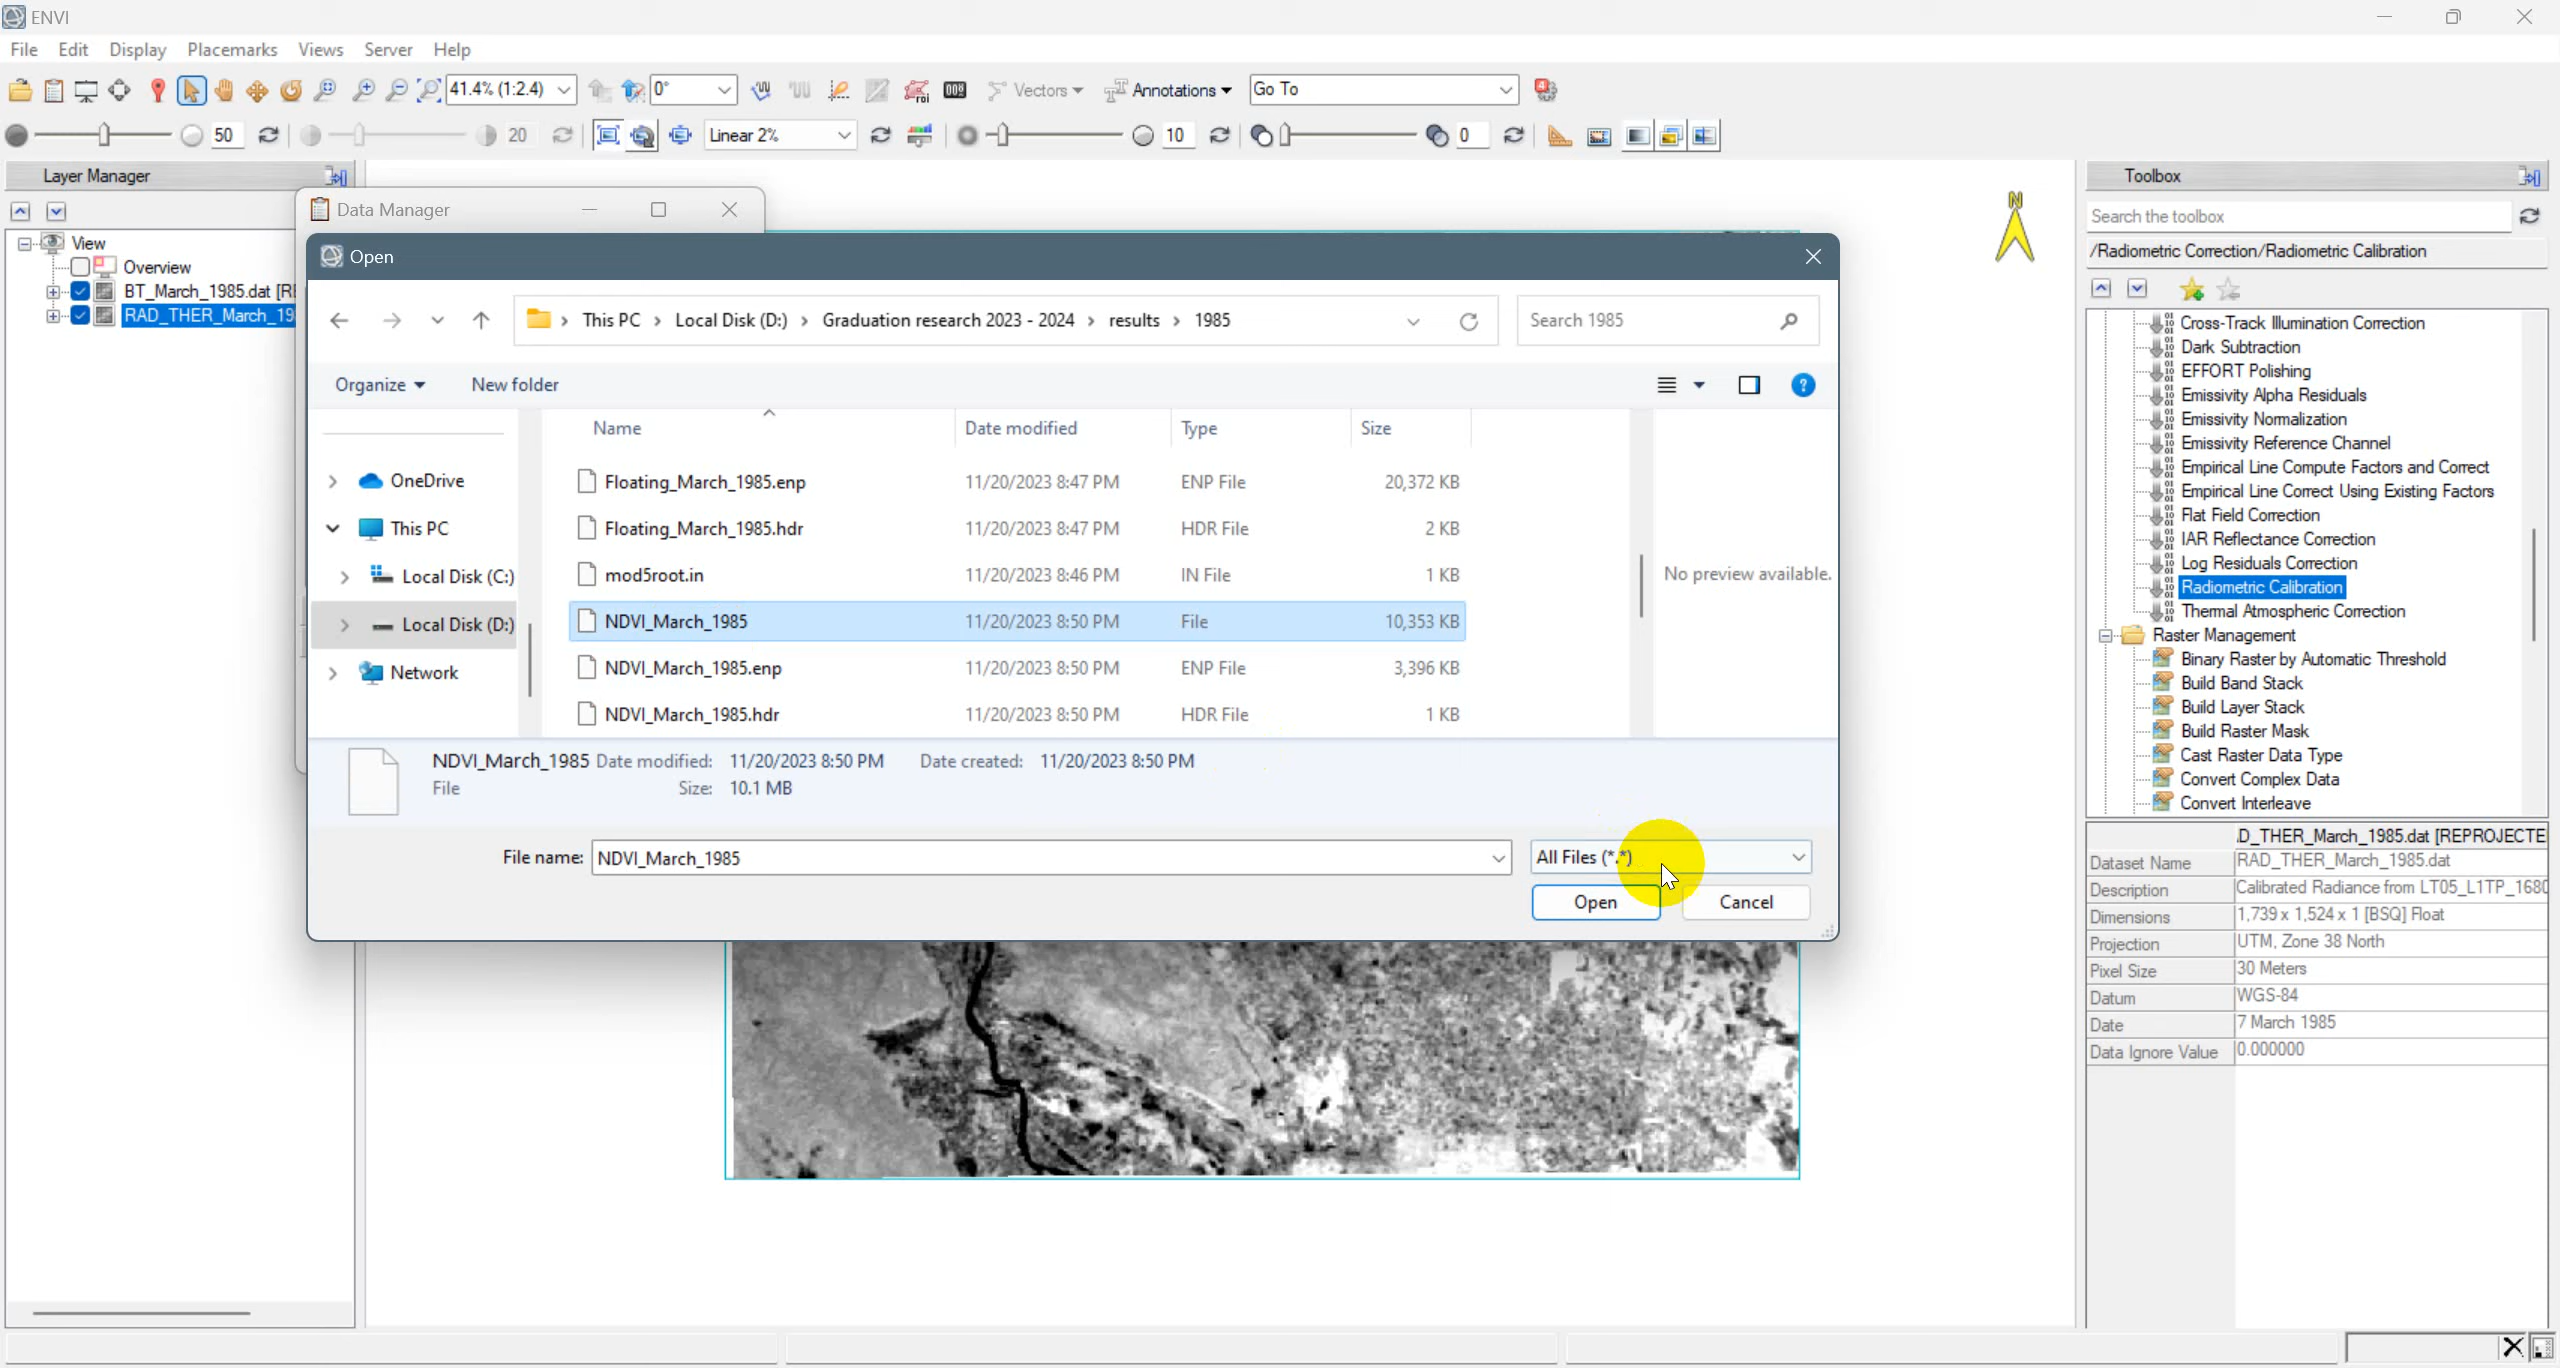 ENVI
File Edit Display Placemarks Views Server Help
41.4% (1:2.4) 0° Vectors Annotations Go To
50 20 Linear 2% 10 0
Layer Manager
View
Overview
BT_March_1985.dat
RAD_THER_March_19
Data Manager
Open
This PC > Local Disk (D:) > Graduation research 2023 - 2024 > results > 1985
Search 1985
Organize New folder
OneDrive
This PC
Local Disk (C:)
Local Disk (D:)
Network
Name Date modified Type Size
Floating_March_1985.enp 11/20/2023 8:47 PM ENP File 20,372 KB
Floating_March_1985.hdr 11/20/2023 8:47 PM HDR File 2 KB
mod5root.in 11/20/2023 8:46 PM IN File 1 KB
NDVI_March_1985 11/20/2023 8:50 PM File 10,353 KB
NDVI_March_1985.enp 11/20/2023 8:50 PM ENP File 3,396 KB
NDVI_March_1985.hdr 11/20/2023 8:50 PM HDR File 1 KB
No preview available.
NDVI_March_1985 Date modified: 11/20/2023 8:50 PM Date created: 11/20/2023 8:50 PM
File Size: 10.1 MB
File name: NDVI_March_1985 All Files (*.*)
Open Cancel
N
Toolbox
Search the toolbox
/Radiometric Correction/Radiometric Calibration
Cross-Track Illumination Correction
Dark Subtraction
EFFORT Polishing
Emissivity Alpha Residuals
Emissivity Normalization
Emissivity Reference Channel
Empirical Line Compute Factors and Correct
Empirical Line Correct Using Existing Factors
Flat Field Correction
IAR Reflectance Correction
Log Residuals Correction
Radiometric Calibration
Thermal Atmospheric Correction
Raster Management
Binary Raster by Automatic Threshold
Build Band Stack
Build Layer Stack
Build Raster Mask
Cast Raster Data Type
Convert Complex Data
Convert Interleave
D_THER_March_1985.dat [REPROJECTE
Dataset Name RAD_THER_March_1985.dat
Description Calibrated Radiance from LT05_L1TP_168
Dimensions 1,739 x 1,524 x 1 [BSQ] Float
Projection UTM, Zone 38 North
Pixel Size 30 Meters
Datum WGS-84
Date 7 March 1985
Data Ignore Value 0.000000